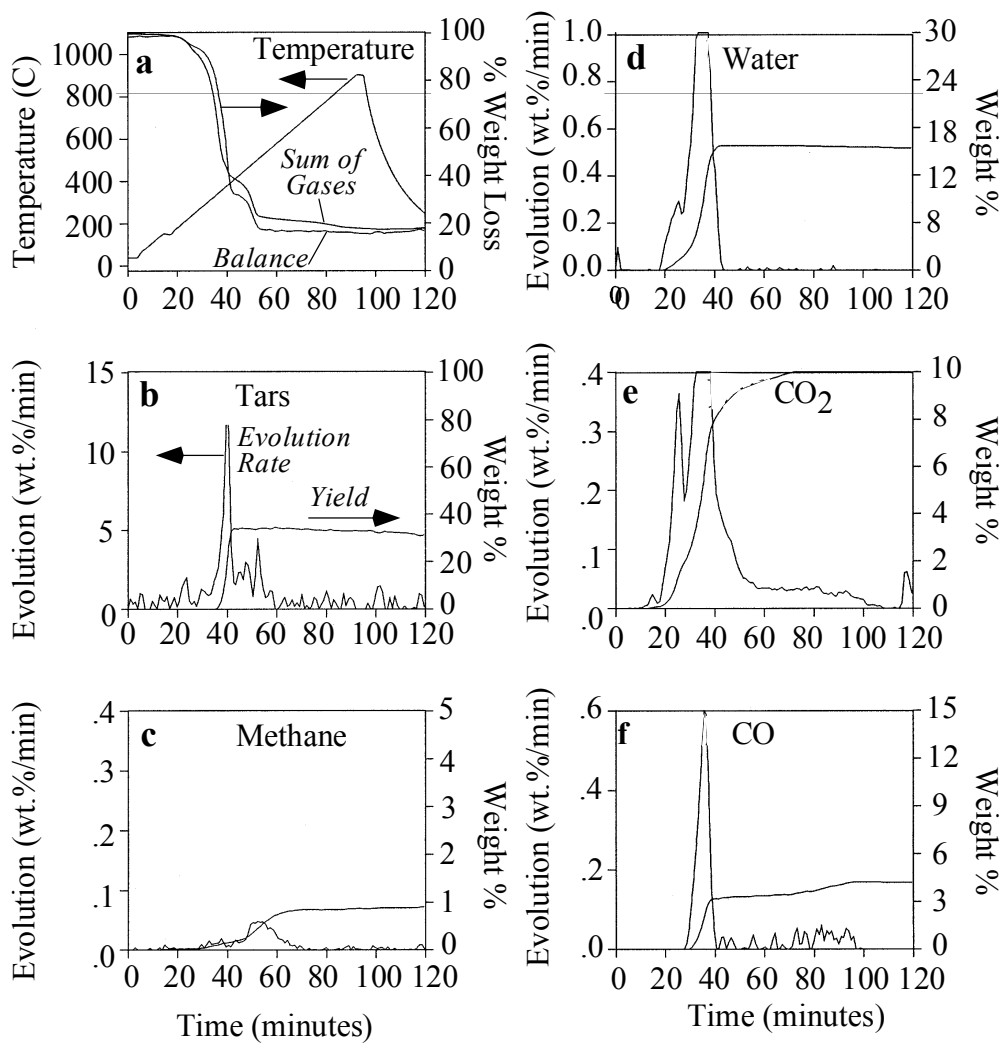 a
Temperature
Sum of
Gases
Balance
Temperature (C)
1000
800
600
400
200
0
100
80
60
40
20
0
% Weight Loss
0 20 40 60 80 100 120
d
Water
Evolution (wt.%/min)
1.0
0.8
0.6
0.4
0.2
0.0
30
24
18
12
8
0
Weight %
0
0 20 40 60 80 100 120
b
Tars
Evolution
Rate
Yield
Evolution (wt.%/min)
15
10
5
0
100
80
60
40
20
0
Weight %
0 20 40 60 80 100 120
e
CO2
Evolution (wt.%/min)
.4
.3
.2
.1
.0
10
8
6
4
2
0
Weight %
0 20 40 60 80 100 120
c
Methane
Evolution (wt.%/min)
.4
.3
.2
.1
.0
5
4
3
2
1
0
Weight %
0 20 40 60 80 100 120
Time (minutes)
f
CO
Evolution (wt.%/min)
.6
.4
.2
.0
15
12
9
6
3
0
Weight %
0 20 40 60 80 100 120
Time (minutes)